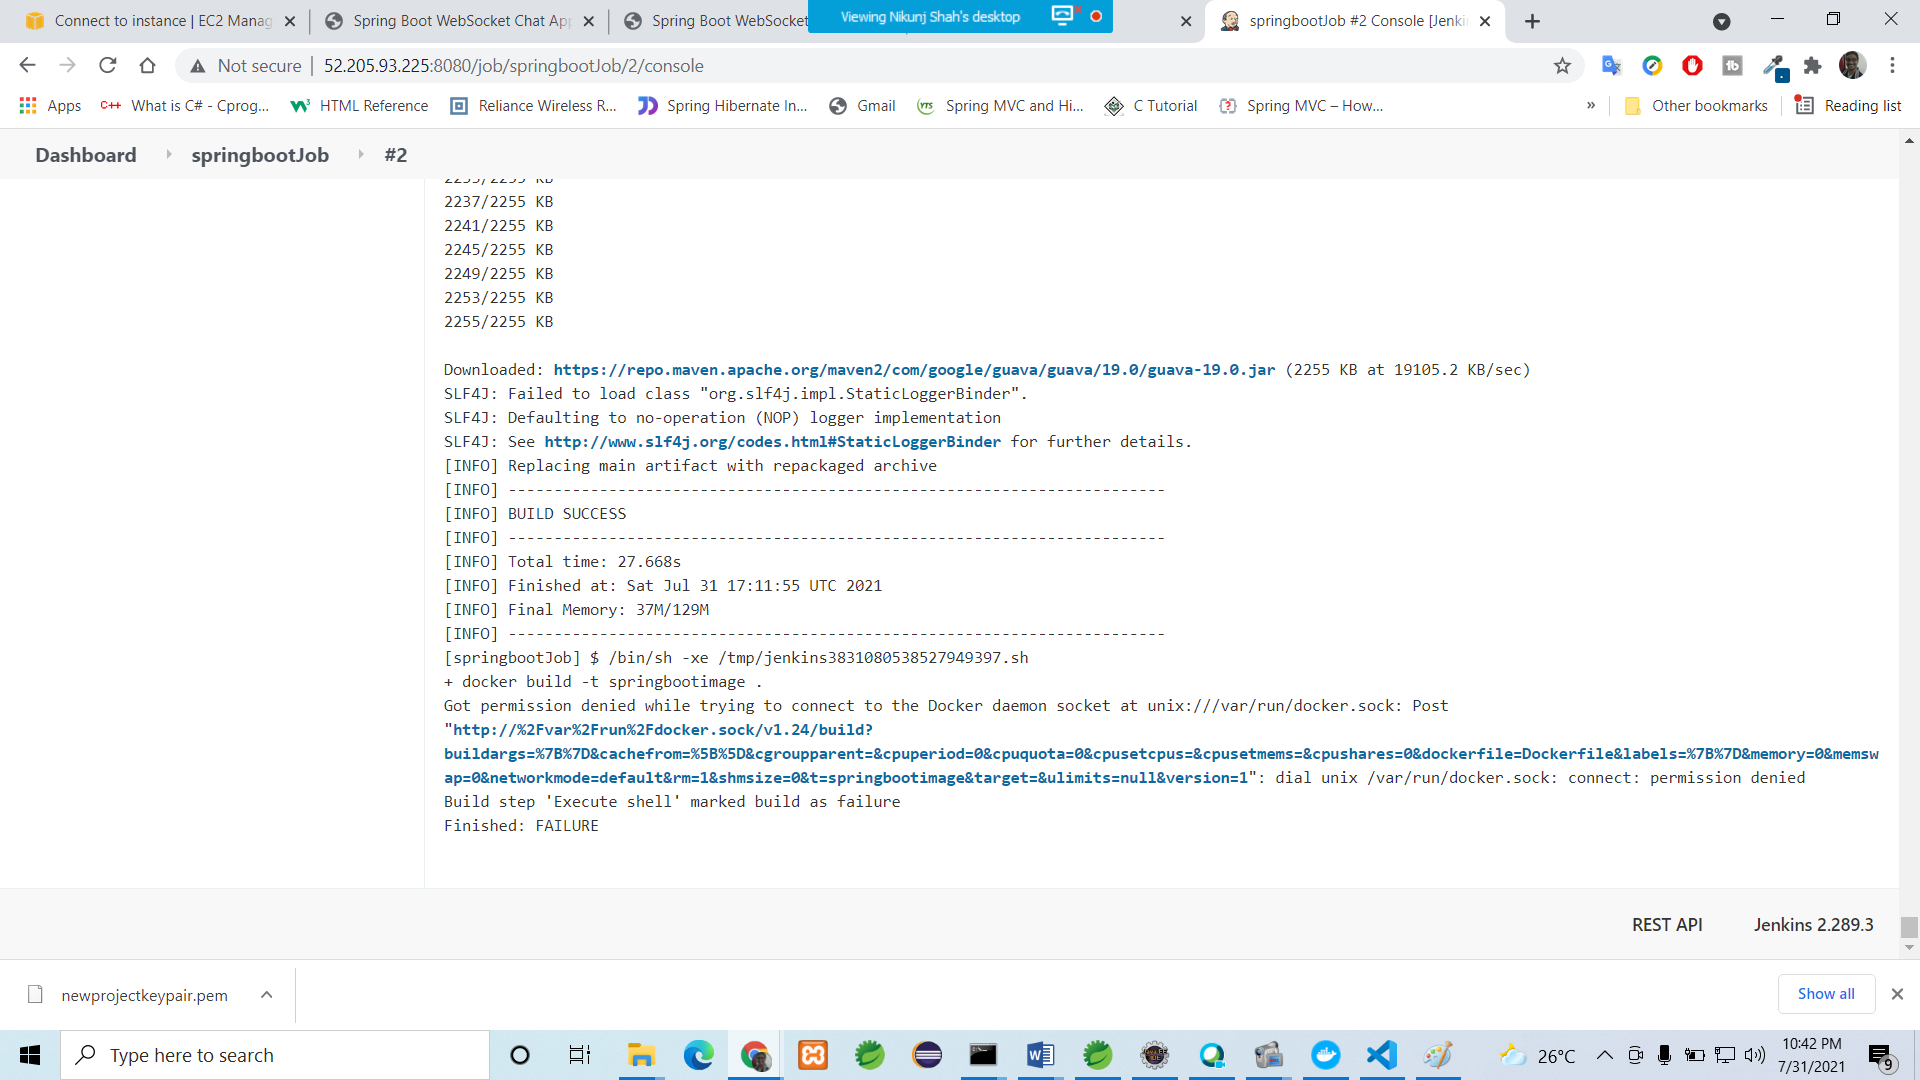 Connect to instance | EC2 Manag
Spring Boot WebSocket Chat App
Spring Boot WebSocket
Viewing Nikunj Shah's desktop
springbootJob #2 Console [Jenki
Not secure | 52.205.93.225:8080/job/springbootJob/2/console
Apps
C++ What is C# - Cprog...
HTML Reference
Reliance Wireless R...
Spring Hibernate In...
Gmail
Spring MVC and Hi...
C Tutorial
Spring MVC – How...
»
Other bookmarks
Reading list
Dashboard
springbootJob
#2
2237/2255 KB
2241/2255 KB
2245/2255 KB
2249/2255 KB
2253/2255 KB
2255/2255 KB
Downloaded: https://repo.maven.apache.org/maven2/com/google/guava/guava/19.0/guava-19.0.jar (2255 KB at 19105.2 KB/sec)
SLF4J: Failed to load class "org.slf4j.impl.StaticLoggerBinder".
SLF4J: Defaulting to no-operation (NOP) logger implementation
SLF4J: See http://www.slf4j.org/codes.html#StaticLoggerBinder for further details.
[INFO] Replacing main artifact with repackaged archive
[INFO] ------------------------------------------------------------------------
[INFO] BUILD SUCCESS
[INFO] ------------------------------------------------------------------------
[INFO] Total time: 27.668s
[INFO] Finished at: Sat Jul 31 17:11:55 UTC 2021
[INFO] Final Memory: 37M/129M
[INFO] ------------------------------------------------------------------------
[springbootJob] $ /bin/sh -xe /tmp/jenkins3831080538527949397.sh
+ docker build -t springbootimage .
Got permission denied while trying to connect to the Docker daemon socket at unix:///var/run/docker.sock: Post
"http://%2Fvar%2Frun%2Fdocker.sock/v1.24/build?
buildargs=%7B%7D&cachefrom=%5B%5D&cgroupparent=&cpuperiod=0&cpuquota=0&cpusetcpus=&cpusetmems=&cpushares=0&dockerfile=Dockerfile&labels=%7B%7D&memory=0&memsw
ap=0&networkmode=default&rm=1&shmsize=0&t=springbootimage&target=&ulimits=null&version=1": dial unix /var/run/docker.sock: connect: permission denied
Build step 'Execute shell' marked build as failure
Finished: FAILURE
REST API
Jenkins 2.289.3
newprojectkeypair.pem
Show all
Type here to search
26°C
10:42 PM
7/31/2021
9